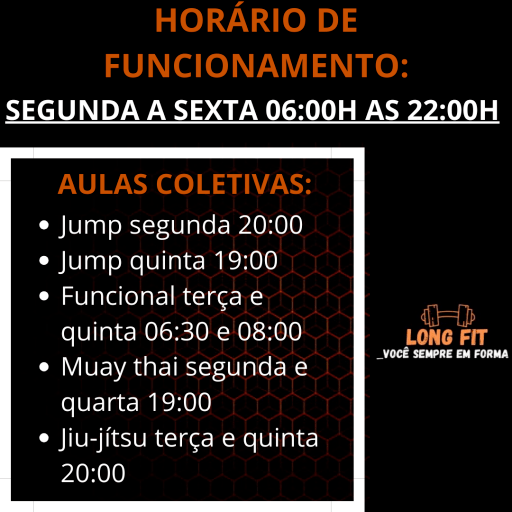 HORÁRIO DE
FUNCIONAMENTO:
SEGUNDA A SEXTA 06:00H AS 22:00H
AULAS COLETIVAS:
• Jump segunda 20:00
• Jump quinta 19:00
• Funcional terça e
quinta 06:30 e 08:00
• Muay thai segunda e
quarta 19:00
• Jiu-jítsu terça e quinta
20:00
LONG FIT
_VOCÊ SEMPRE EM FORMA